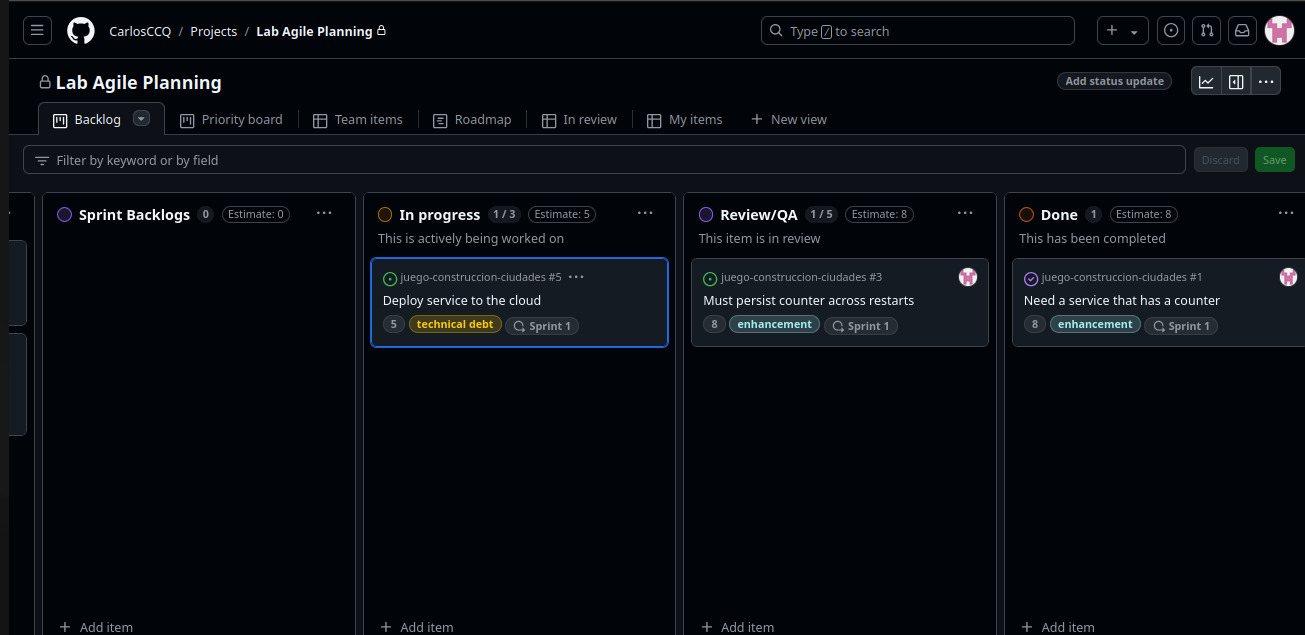 CarlosCCQ / Projects / Lab Agile Planning
Type / to search
Lab Agile Planning
Add status update
Backlog
Priority board
Team items
Roadmap
In review
My items
New view
Filter by keyword or by field
Discard
Save
Sprint Backlogs 0 Estimate: 0
Add item
In progress 1 / 3 Estimate: 5
This is actively being worked on
juego-construccion-ciudades #5
Deploy service to the cloud
5 technical debt Sprint 1
Add item
Review/QA 1 / 5 Estimate: 8
This item is in review
juego-construccion-ciudades #3
Must persist counter across restarts
8 enhancement Sprint 1
Add item
Done 1 Estimate: 8
This has been completed
juego-construccion-ciudades #1
Need a service that has a counter
8 enhancement Sprint 1
Add item